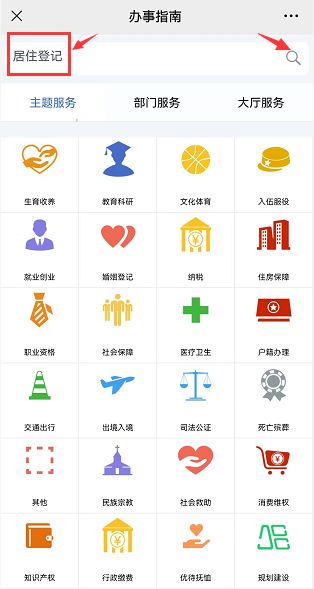 办事指南
居住登记
主题服务 部门服务 大厅服务
生育收养 教育科研 文化体育 入伍服役
就业创业 婚姻登记 纳税 住房保障
职业资格 社会保障 医疗卫生 户籍办理
交通出行 出境入境 司法公证 死亡殡葬
其他 民族宗教 社会救助 消费维权
知识产权 行政缴费 优待抚恤 规划建设